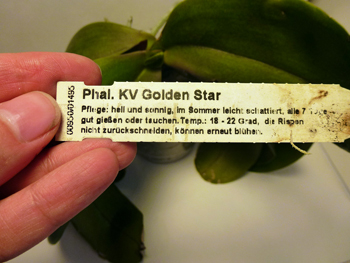 Phal. KV Golden Star
Pflege: hell und sonnig, im Sommer leicht schattiert, alle 7
gut gießen oder tauchen. Temp.: 18 - 22 Grad, die Rispen
nicht zurückschneiden, können erneut blühen.